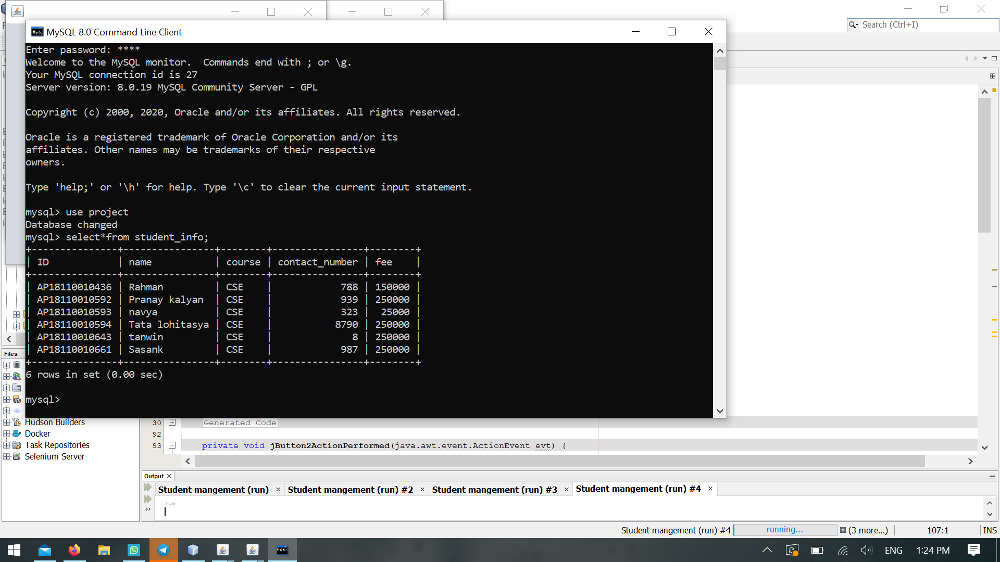 Search (Ctrl+I)
MySQL 8.0 Command Line Client
Enter password: ****
Welcome to the MySQL monitor.  Commands end with ; or \g.
Your MySQL connection id is 27
Server version: 8.0.19 MySQL Community Server - GPL
Copyright (c) 2000, 2020, Oracle and/or its affiliates. All rights reserved.
Oracle is a registered trademark of Oracle Corporation and/or its
affiliates. Other names may be trademarks of their respective
owners.
Type 'help;' or '\h' for help. Type '\c' to clear the current input statement.
mysql> use project
Database changed
mysql> select*from student_info;
+---------------+----------------+--------+----------------+--------+
| ID            | name           | course | contact_number | fee    |
+---------------+----------------+--------+----------------+--------+
| AP18110010436 | Rahman         | CSE    |            788 | 150000 |
| AP18110010592 | Pranay kalyan  | CSE    |            939 | 250000 |
| AP18110010593 | navya          | CSE    |            323 |  25000 |
| AP18110010594 | Tata lohitasya | CSE    |           8790 | 250000 |
| AP18110010643 | tanwin         | CSE    |              8 | 250000 |
| AP18110010661 | Sasank         | CSE    |            987 | 250000 |
+---------------+----------------+--------+----------------+--------+
6 rows in set (0.00 sec)
mysql>
Files
Hudson Builders
Docker
Task Repositories
Selenium Server
30 Generated Code
92
93 private void jButton2ActionPerformed(java.awt.event.ActionEvent evt) {
Output
Student mangement (run) Student mangement (run) #2 Student mangement (run) #3 Student mangement (run) #4
run:
Student mangement (run) #4 running... (3 more...) 107:1 INS
ENG 1:24 PM